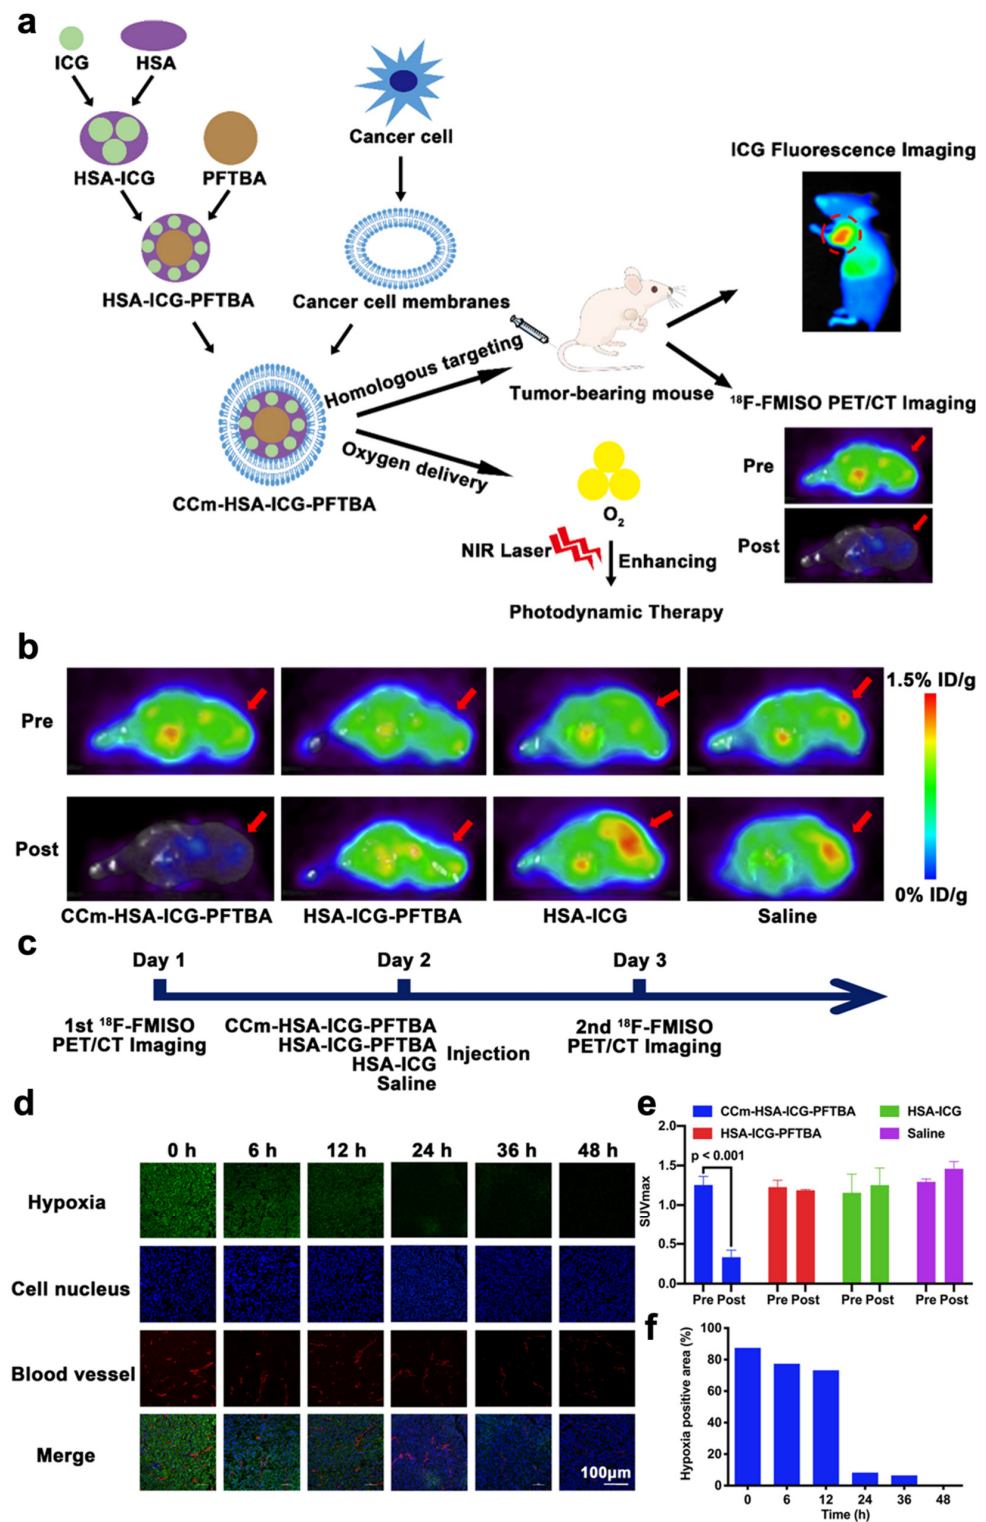 a
ICG
HSA
Cancer cell
HSA-ICG
PFTBA
ICG Fluorescence Imaging
HSA-ICG-PFTBA
Cancer cell membranes
Homologous targeting
Tumor-bearing mouse
18F-FMISO PET/CT Imaging
Oxygen delivery
Pre
CCm-HSA-ICG-PFTBA
O2
Post
NIR Laser
Enhancing
Photodynamic Therapy
b
1.5% ID/g
Pre
Post
0% ID/g
CCm-HSA-ICG-PFTBA HSA-ICG-PFTBA HSA-ICG Saline
c
Day 1 Day 2 Day 3
1st 18F-FMISO
PET/CT Imaging
CCm-HSA-ICG-PFTBA
HSA-ICG-PFTBA
HSA-ICG
Saline
Injection
2nd 18F-FMISO
PET/CT Imaging
d
0 h 6 h 12 h 24 h 36 h 48 h
Hypoxia
Cell nucleus
Blood vessel
Merge
100μm
e
CCm-HSA-ICG-PFTBA
HSA-ICG-PFTBA
HSA-ICG
Saline
2.0
1.5
1.0
0.5
0.0
SUVmax
p < 0.001
Pre Post Pre Post Pre Post Pre Post
f
Hypoxia positive area (%)
100
80
60
40
20
0
0 6 12 24 36 48
Time (h)